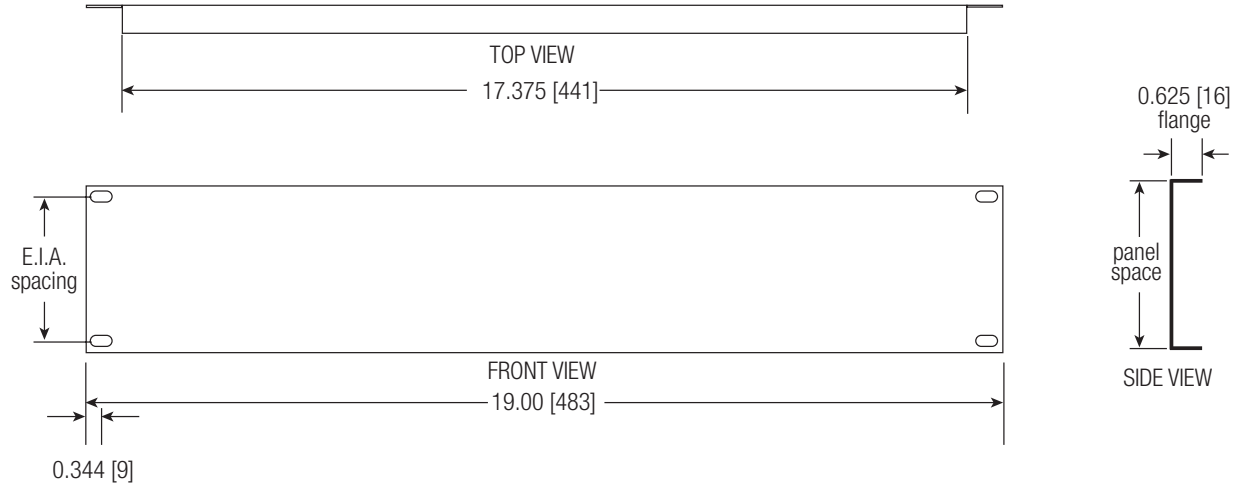 TOP VIEW
17.375 [441]
0.625 [16]
flange
E.I.A.
spacing
panel
space
FRONT VIEW
19.00 [483]
SIDE VIEW
0.344 [9]